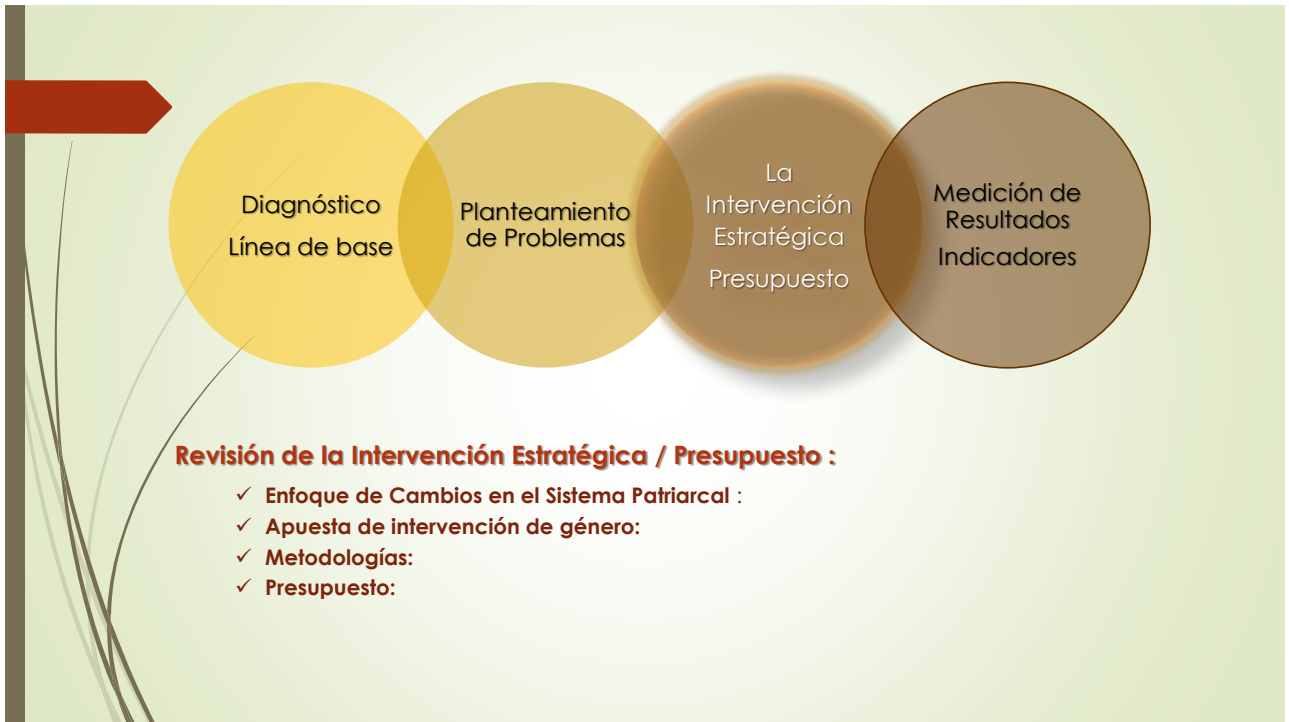 Diagnóstico
Línea de base
Planteamiento
de Problemas
La
Intervención
Estratégica
Presupuesto
Medición de
Resultados
Indicadores
Revisión de la Intervención Estratégica / Presupuesto :
✓ Enfoque de Cambios en el Sistema Patriarcal :
✓ Apuesta de intervención de género:
✓ Metodologías:
✓ Presupuesto: